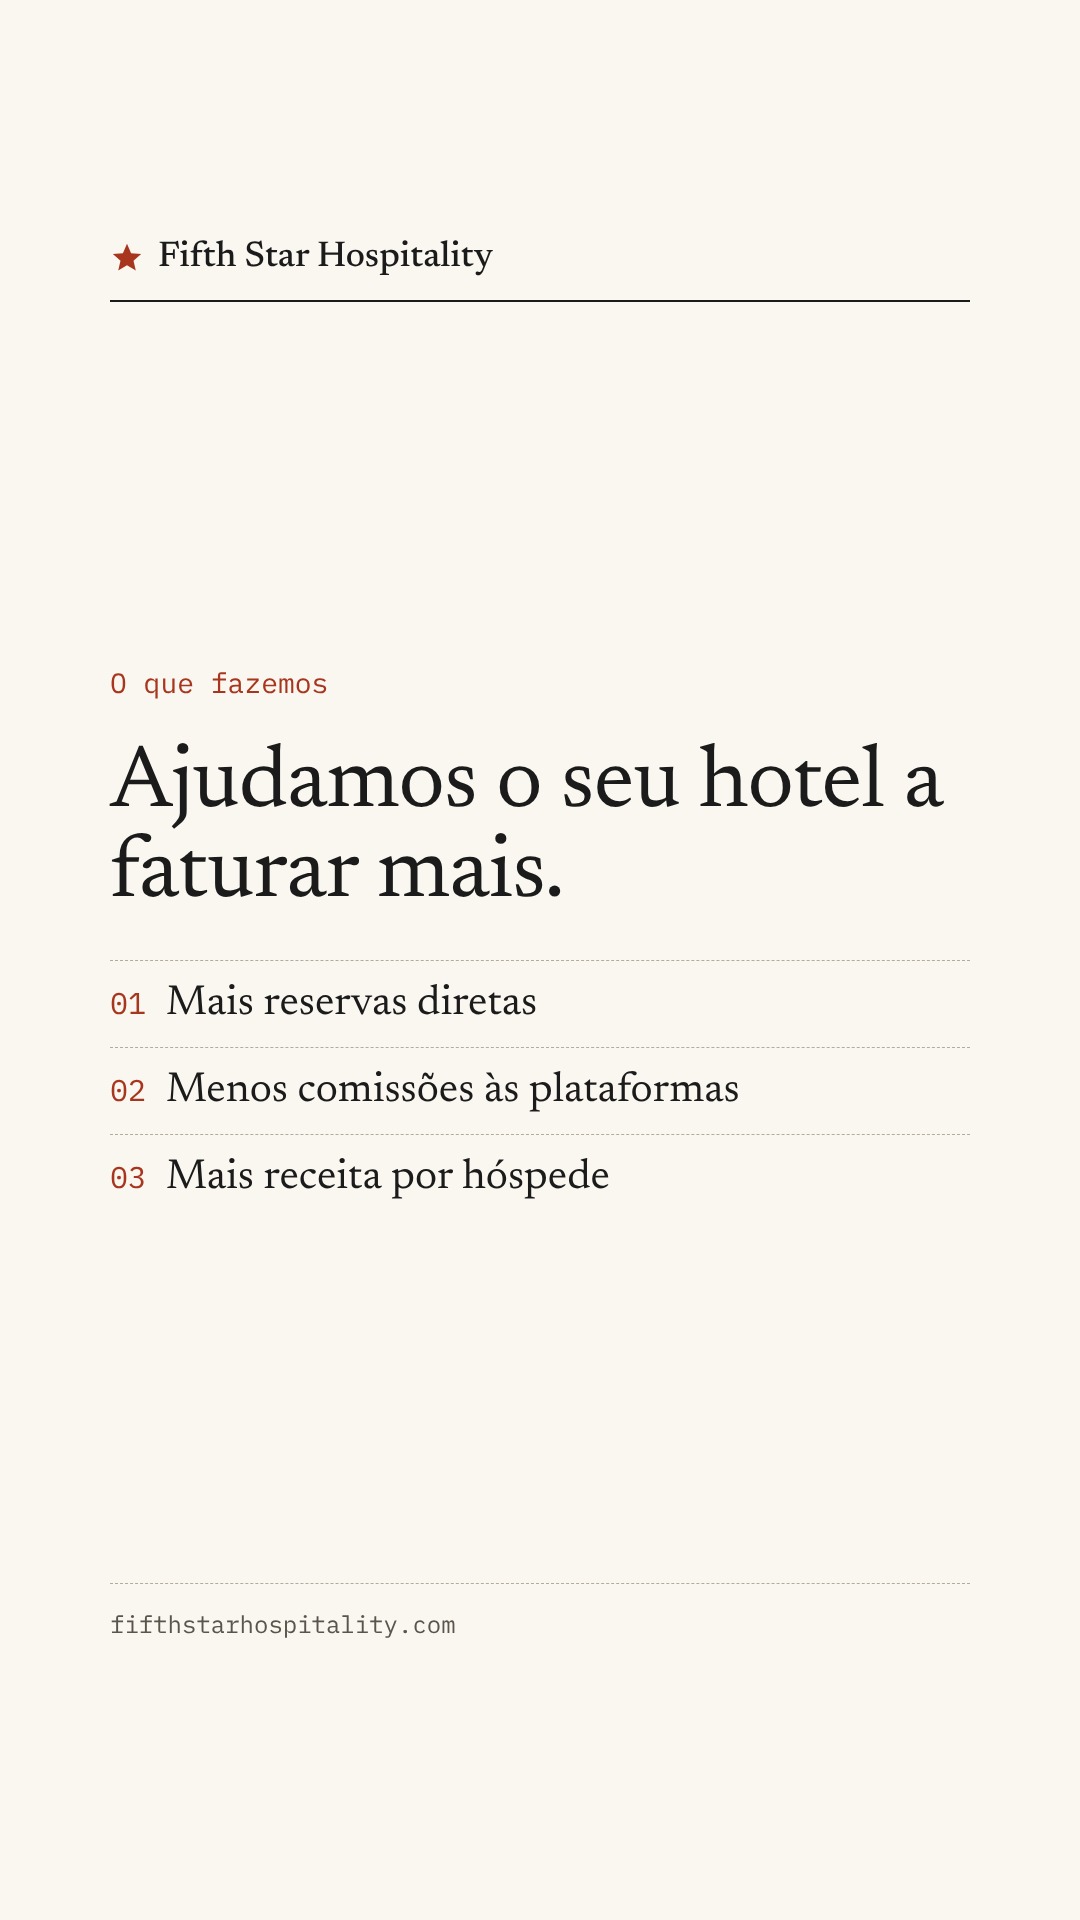 Fifth Star Hospitality
O que fazemos
Ajudamos o seu hotel a
faturar mais.
01 Mais reservas diretas
02 Menos comissões às plataformas
03 Mais receita por hóspede
fifthstarhospitality.com